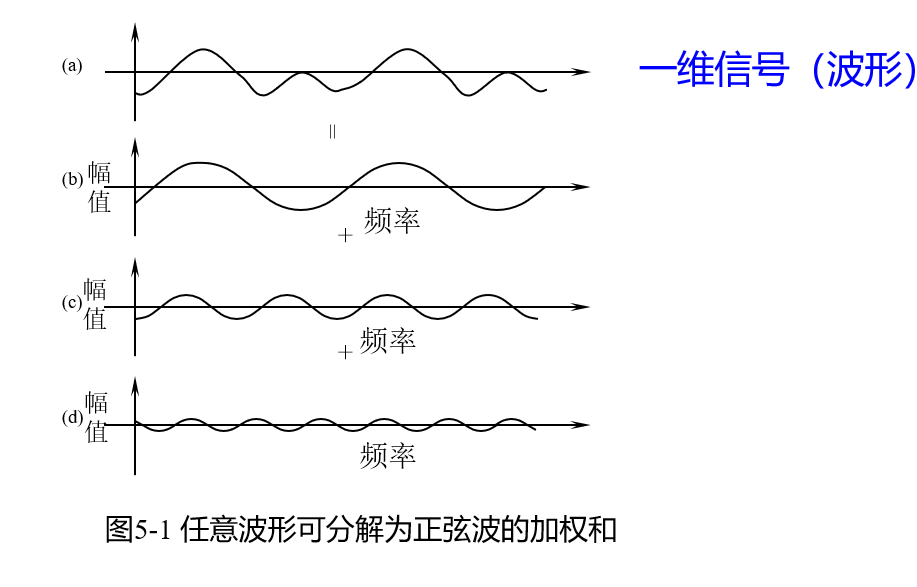 一维信号（波形）
(a)
=
(b) 幅值
+ 频率
(c) 幅值
+ 频率
(d) 幅值
频率
图5-1 任意波形可分解为正弦波的加权和